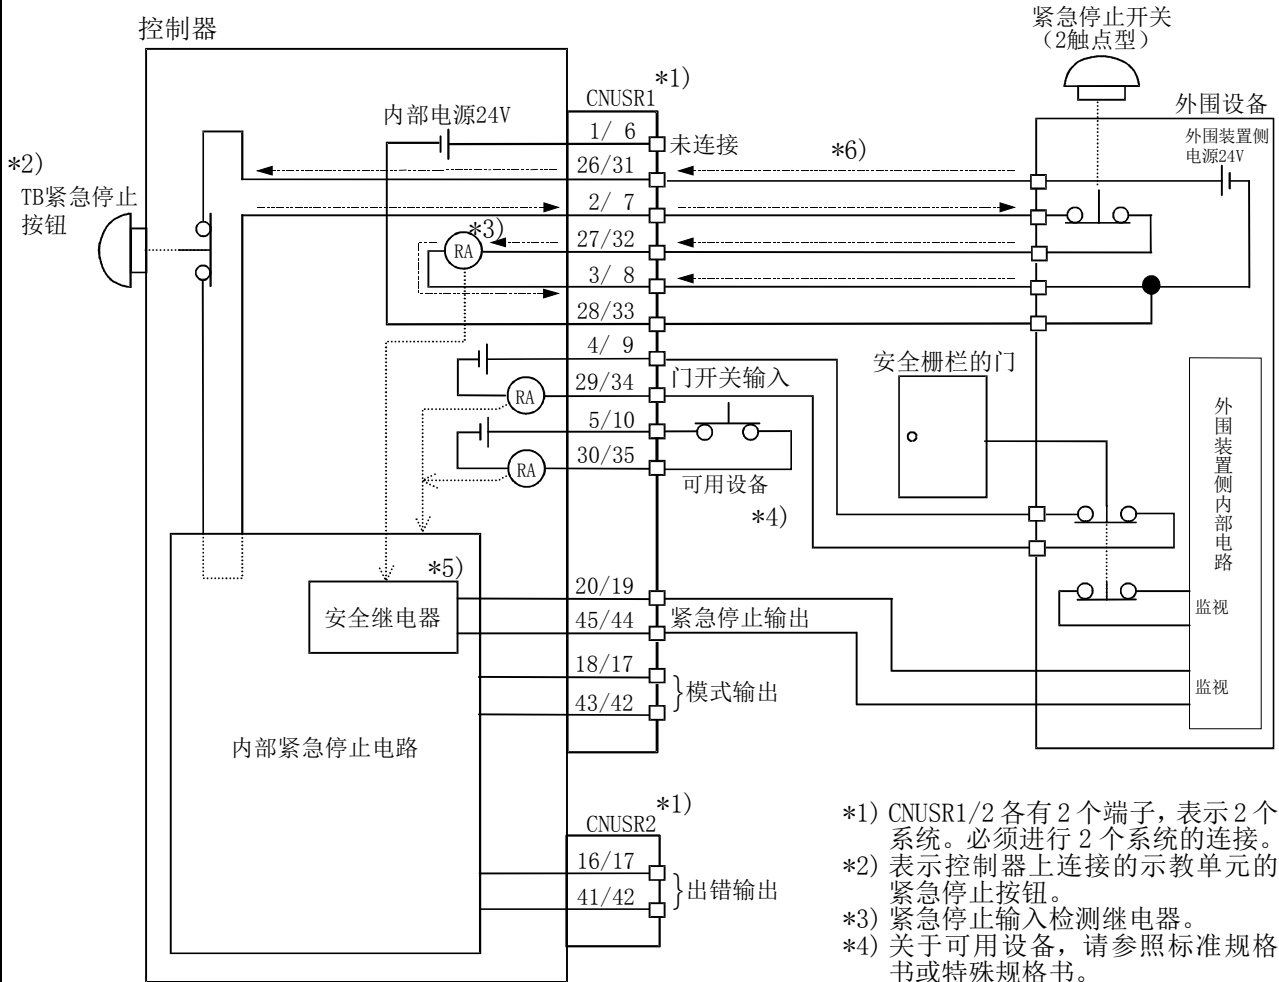 紧急停止开关
（2触点型）
控制器
*1)
CNUSR1
外围设备
内部电源24V
1/ 6
未连接
*6)
外围装置侧
电源24V
*2)
26/31
TB紧急停止
按钮
2/ 7
*3)
RA
27/32
3/ 8
28/33
4/ 9
安全栅栏的门
29/34
门开关输入
RA
外围装置侧内部电路
5/10
30/35
RA
可用设备
*4)
*5)
20/19
安全继电器
45/44
紧急停止输出
监视
18/17
模式输出
43/42
监视
内部紧急停止电路
*1)
CNUSR2
16/17
出错输出
41/42
*1) CNUSR1/2 各有 2 个端子，表示 2 个
系统。必须进行 2 个系统的连接。
*2) 表示控制器上连接的示教单元的
紧急停止按钮。
*3) 紧急停止输入检测继电器。
*4) 关于可用设备，请参照标准规格
书或特殊规格书。